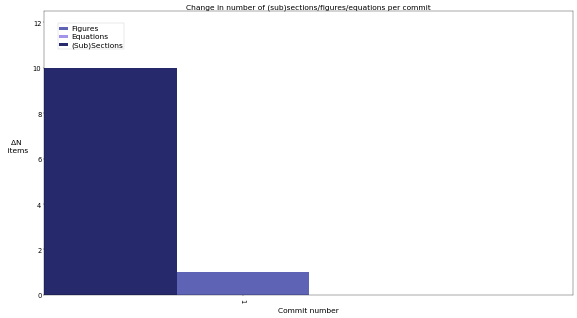 Change in number of (sub)sections/figures/equations per commit
12
Figures
Equations
(Sub)Sections
10
8
ΔN
items
6
4
2
0
1
Commit number